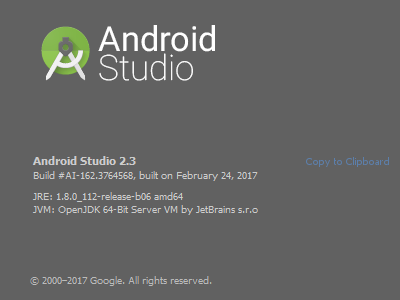 Android
Studio
Android Studio 2.3
Copy to Clipboard
Build #AI-162.3764568, built on February 24, 2017
JRE: 1.8.0_112-release-b06 amd64
JVM: OpenJDK 64-Bit Server VM by JetBrains s.r.o
© 2000–2017 Google. All rights reserved.